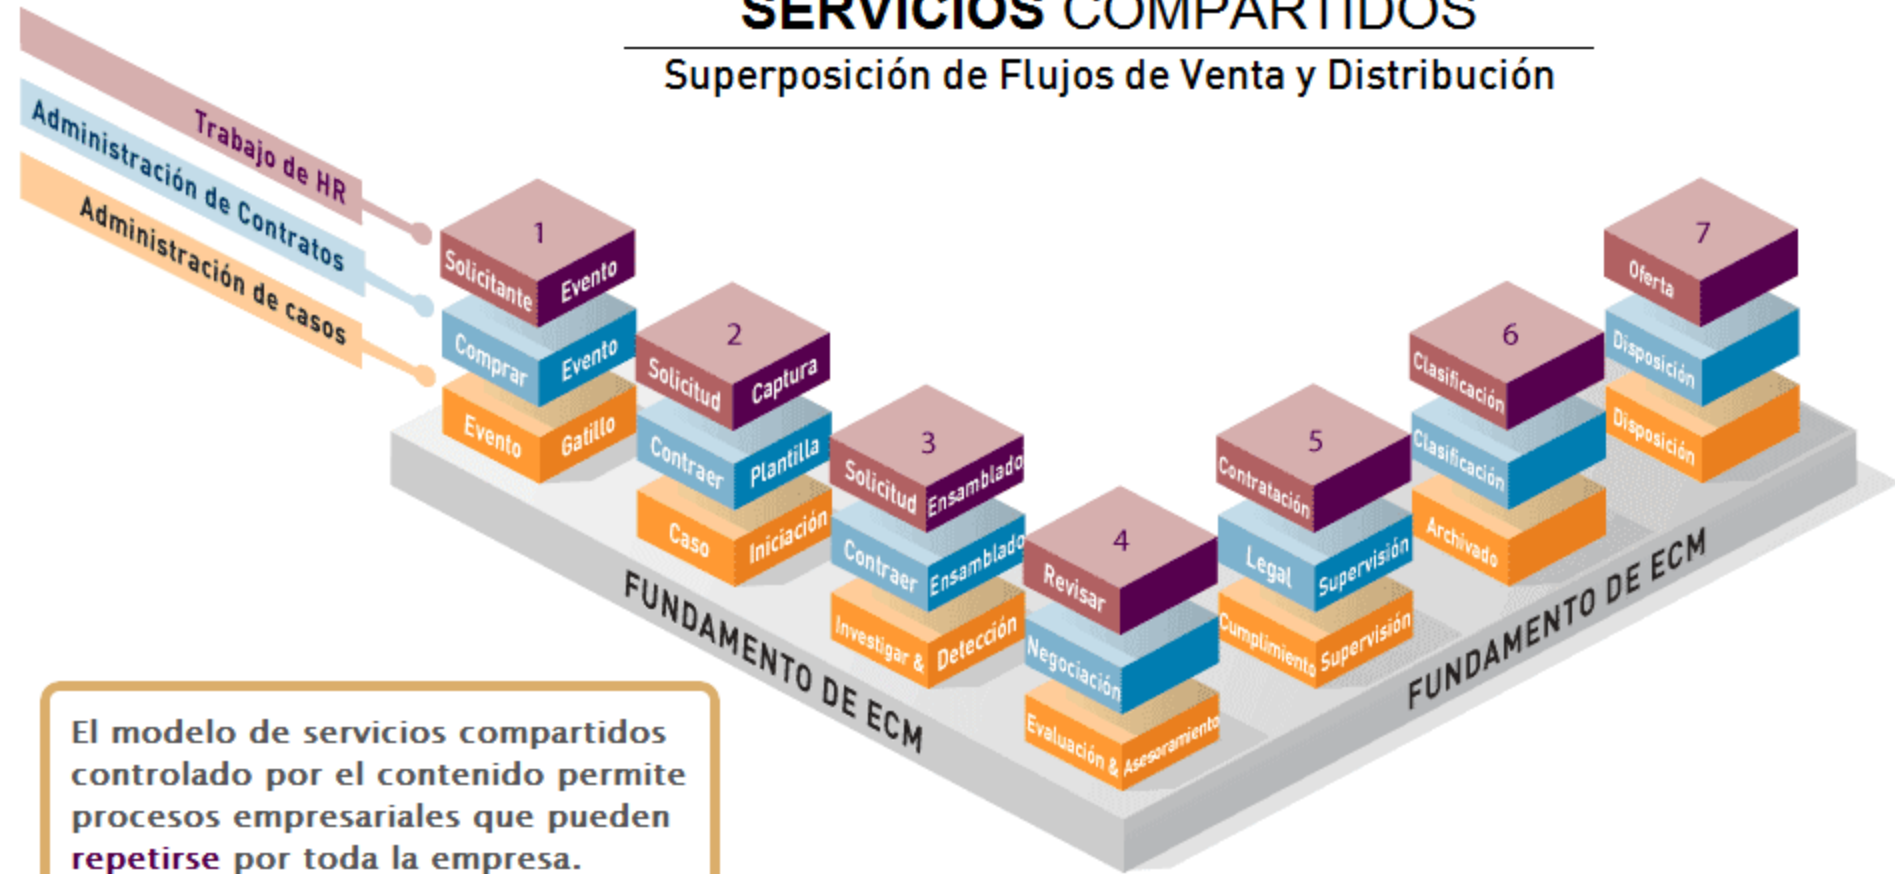 SERVICIOS COMPARTIDOS
Superposición de Flujos de Venta y Distribución
Trabajo de HR
Administración de Contratos
Administración de casos
1
Solicitante Evento
Comprar Evento
Evento Gatillo
2
Solicitud Captura
Contraer Plantilla
Caso Iniciación
3
Solicitud Ensamblado
Contraer Ensamblado
Investigar & Detección
4
Revisar
Negociación
Evaluación & Asesoramiento
5
Contratación
Legal Supervisión
Cumplimiento Supervisión
6
Clasificación
Clasificación
Archivado
7
Oferta
Disposición
Disposición
FUNDAMENTO DE ECM
FUNDAMENTO DE ECM
El modelo de servicios compartidos
controlado por el contenido permite
procesos empresariales que pueden
repetirse por toda la empresa.